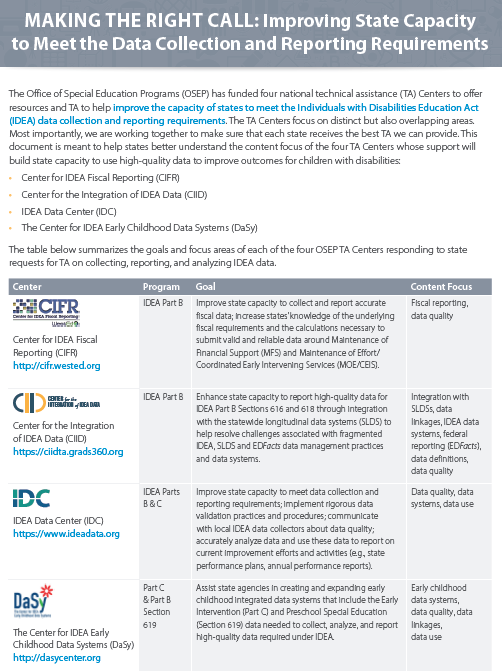 MAKING THE RIGHT CALL: Improving State Capacity
to Meet the Data Collection and Reporting Requirements
The Office of Special Education Programs (OSEP) has funded four national technical assistance (TA) Centers to offer
resources and TA to help improve the capacity of states to meet the Individuals with Disabilities Education Act
(IDEA) data collection and reporting requirements. The TA Centers focus on distinct but also overlapping areas.
Most importantly, we are working together to make sure that each state receives the best TA we can provide. This
document is meant to help states better understand the content focus of the four TA Centers whose support will
build state capacity to use high-quality data to improve outcomes for children with disabilities:
• Center for IDEA Fiscal Reporting (CIFR)
• Center for the Integration of IDEA Data (CIID)
• IDEA Data Center (IDC)
• The Center for IDEA Early Childhood Data Systems (DaSy)
The table below summarizes the goals and focus areas of each of the four OSEP TA Centers responding to state
requests for TA on collecting, reporting, and analyzing IDEA data.
Center Program Goal Content Focus
CIFR
Center for IDEA Fiscal Reporting
WestEd
Center for IDEA Fiscal
Reporting (CIFR)
http://cifr.wested.org
IDEA Part B
Improve state capacity to collect and report accurate
fiscal data; increase states' knowledge of the underlying
fiscal requirements and the calculations necessary to
submit valid and reliable data around Maintenance of
Financial Support (MFS) and Maintenance of Effort/
Coordinated Early Intervening Services (MOE/CEIS).
Fiscal reporting,
data quality
CIID
CENTER for the
INTEGRATION of IDEA DATA
Center for the Integration
of IDEA Data (CIID)
https://ciidta.grads360.org
IDEA Part B
Enhance state capacity to report high-quality data for
IDEA Part B Sections 616 and 618 through integration
with the statewide longitudinal data systems (SLDS) to
help resolve challenges associated with fragmented
IDEA, SLDS and EDFacts data management practices
and data systems.
Integration with
SLDSs, data
linkages, IDEA data
systems, federal
reporting (EDFacts),
data definitions,
data quality
IDC
IDEA Data Center (IDC)
https://www.ideadata.org
IDEA Parts
B & C
Improve state capacity to meet data collection and
reporting requirements; implement rigorous data
validation practices and procedures; communicate
with local IDEA data collectors about data quality;
accurately analyze data and use these data to report on
current improvement efforts and activities (e.g., state
performance plans, annual performance reports).
Data quality, data
systems, data use
DaSy
The Center for IDEA Early
Childhood Data Systems (DaSy)
http://dasycenter.org
Part C
& Part B
Section
619
Assist state agencies in creating and expanding early
childhood integrated data systems that include the Early
Intervention (Part C) and Preschool Special Education
(Section 619) data needed to collect, analyze, and report
high-quality data required under IDEA.
Early childhood
data systems,
data quality, data
linkages,
data use